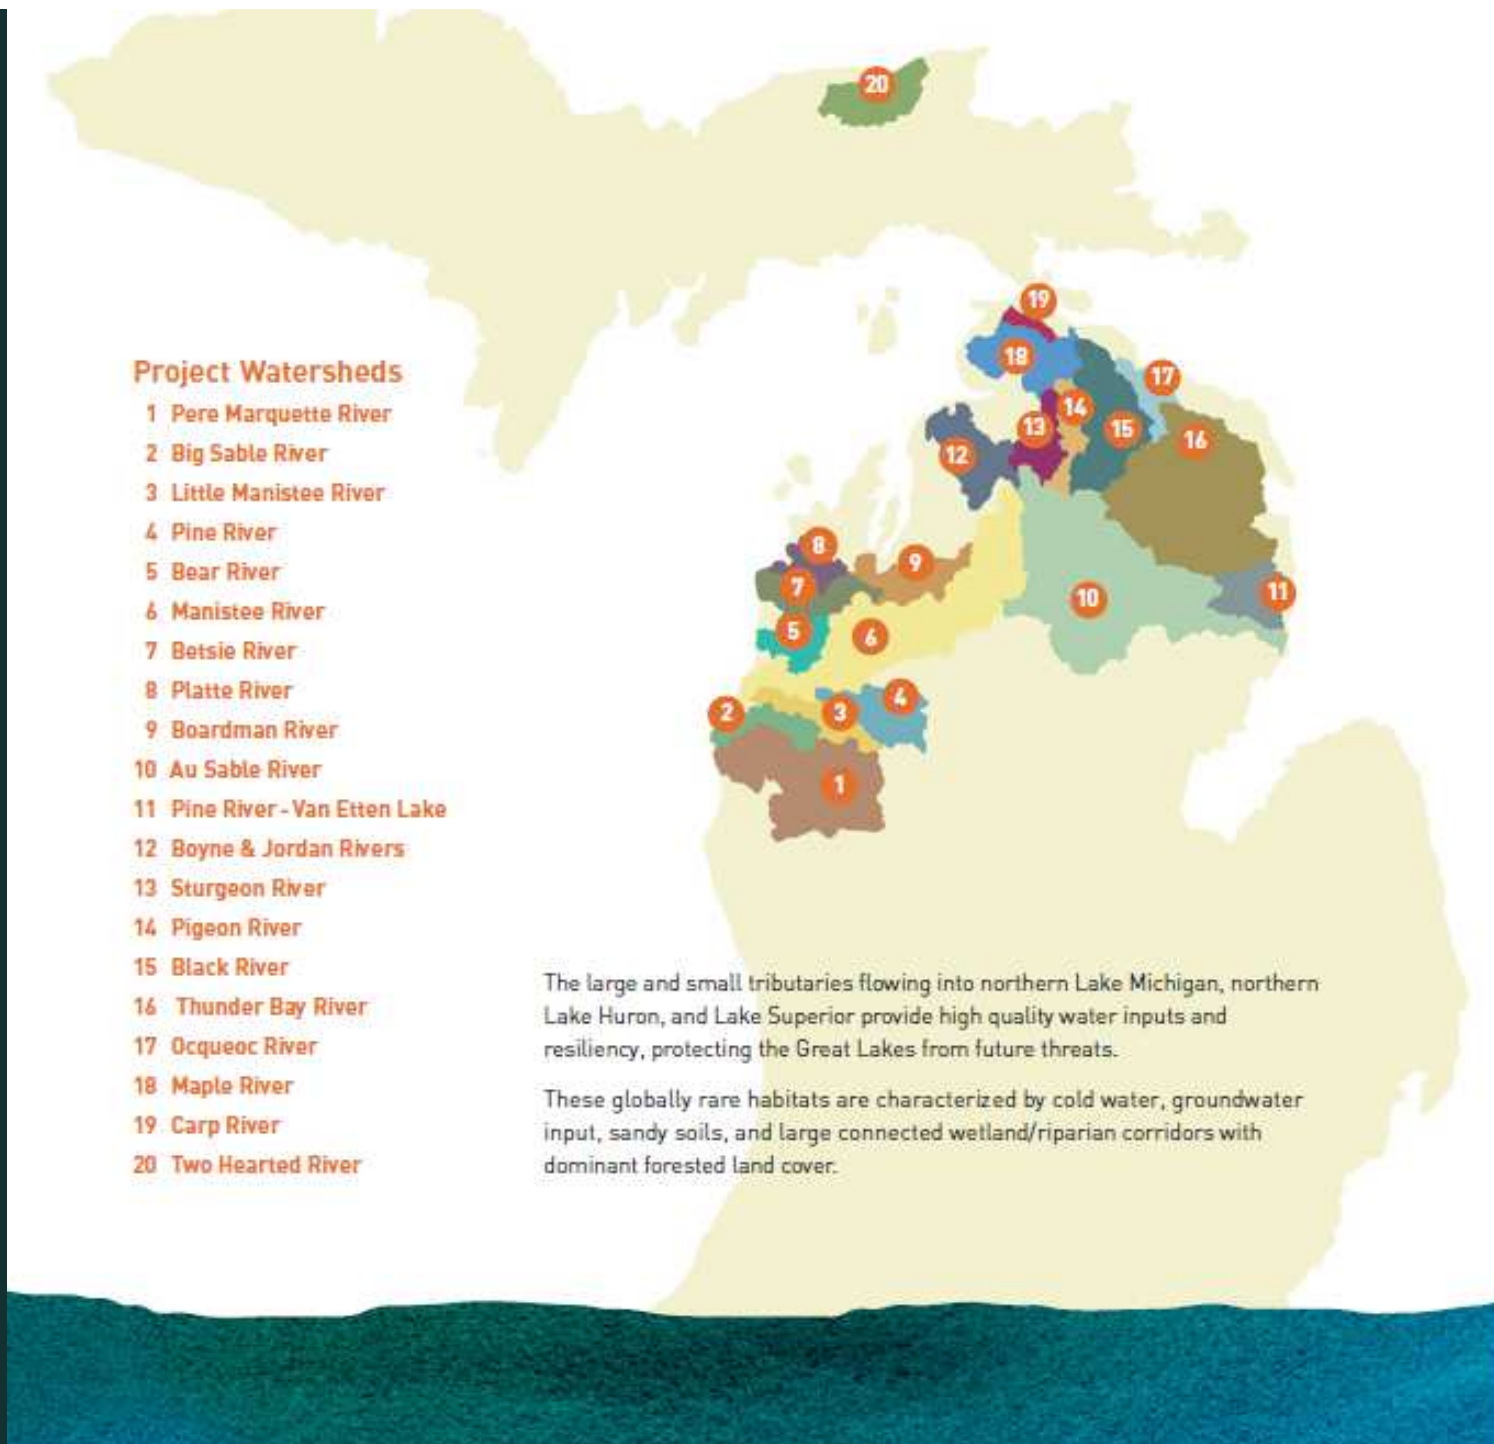 Project Watersheds
1 Pere Marquette River
2 Big Sable River
3 Little Manistee River
4 Pine River
5 Bear River
6 Manistee River
7 Betsie River
8 Platte River
9 Boardman River
10 Au Sable River
11 Pine River - Van Etten Lake
12 Boyne & Jordan Rivers
13 Sturgeon River
14 Pigeon River
15 Black River
16 Thunder Bay River
17 Ocqueoc River
18 Maple River
19 Carp River
20 Two Hearted River
20
19
18
17
14
13
15
16
12
8
9
7
11
10
5
6
4
2
3
1
The large and small tributaries flowing into northern Lake Michigan, northern
Lake Huron, and Lake Superior provide high quality water inputs and
resiliency, protecting the Great Lakes from future threats.
These globally rare habitats are characterized by cold water, groundwater
input, sandy soils, and large connected wetland/riparian corridors with
dominant forested land cover.